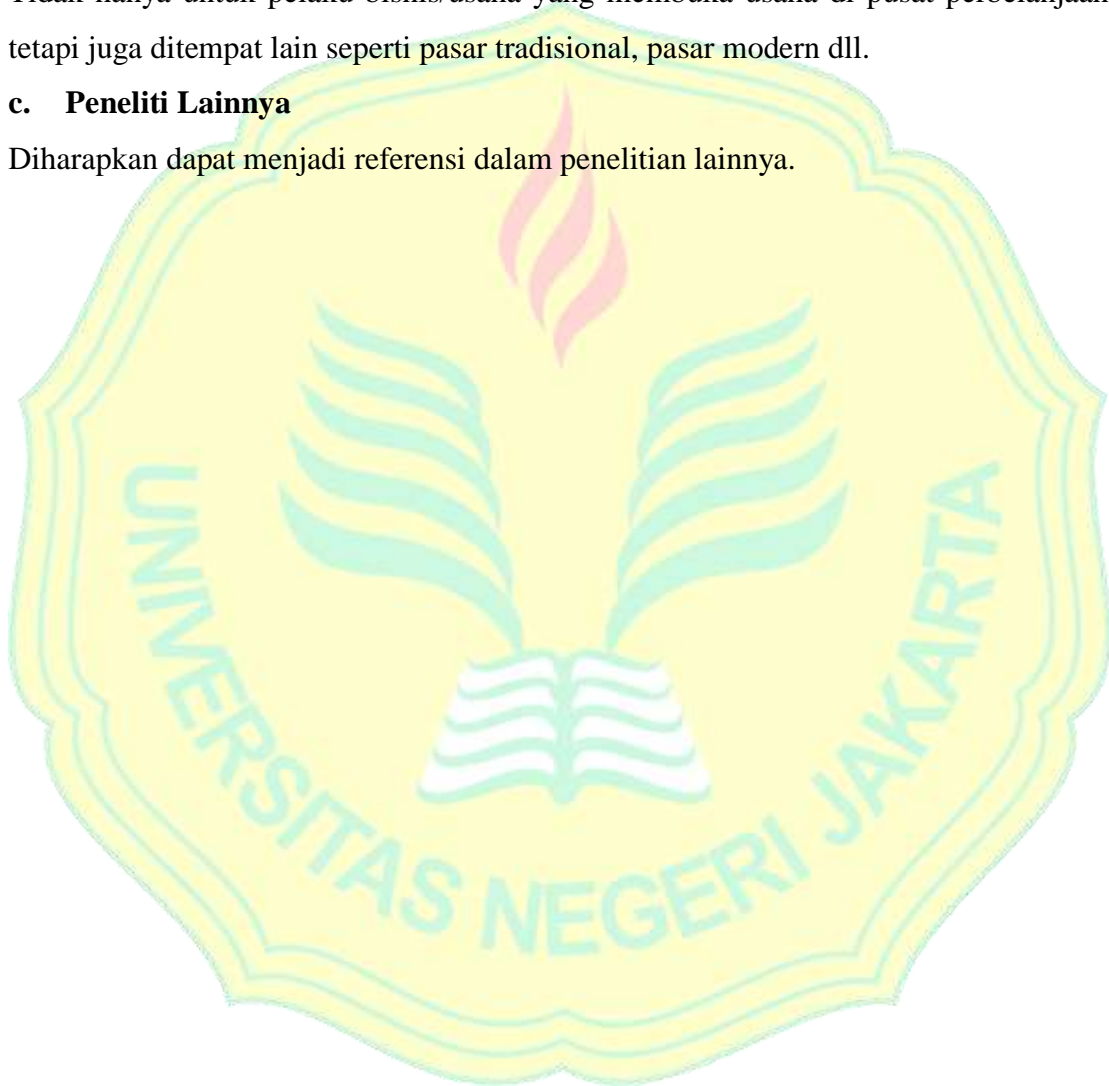 Tidak hanya untuk pelaku bisnis/usaha yang membuka usaha di pusat perbelanjaan
tetapi juga ditempat lain seperti pasar tradisional, pasar modern dll.
c. Peneliti Lainnya
Diharapkan dapat menjadi referensi dalam penelitian lainnya.
UNIVERSITAS NEGERI JAKARTA